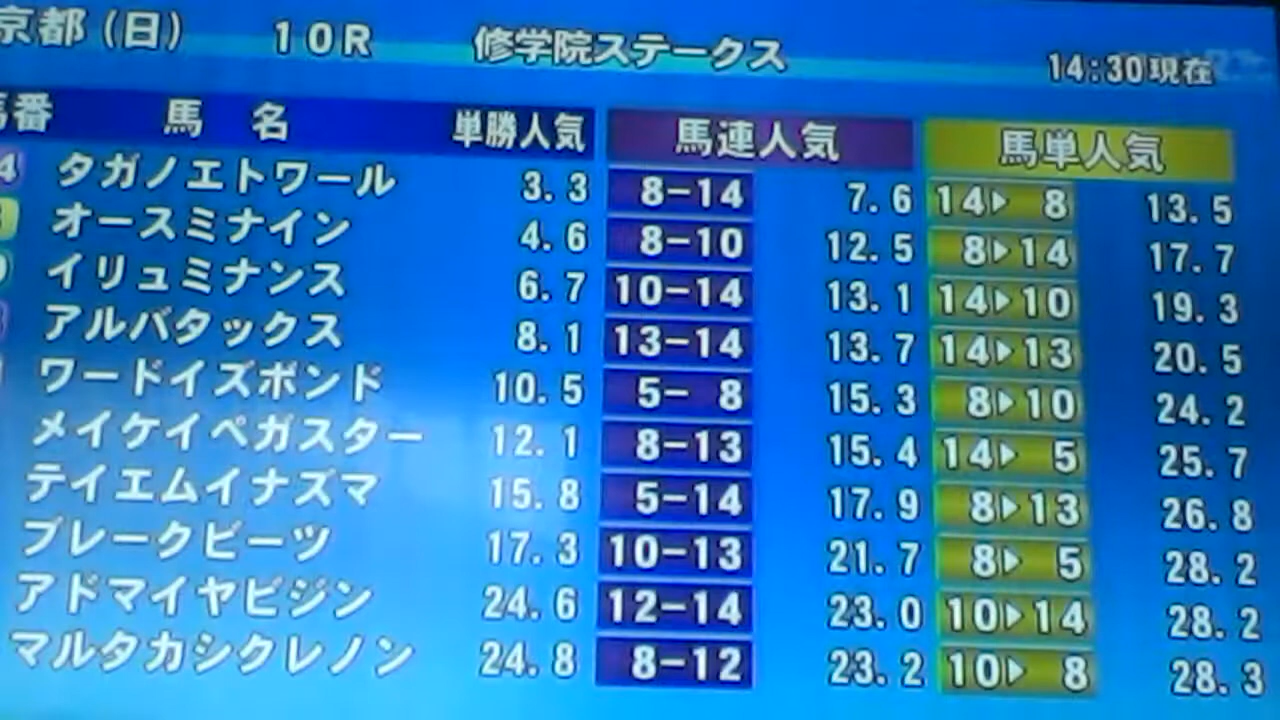 京都（日） 10R 修学院ステークス 14:30現在
馬番 馬 名 単勝人気 馬連人気 馬単人気
4 タガノエトワール 3.3 8-14 7.6 14▶ 8 13.5
オースミナイン 4.6 8-10 12.5 8▶14 17.7
イリュミナンス 6.7 10-14 13.1 14▶10 19.3
アルバタックス 8.1 13-14 13.7 14▶13 20.5
ワードイズボンド 10.5 5- 8 15.3 8▶10 24.2
メイケイペガスター 12.1 8-13 15.4 14▶ 5 25.7
テイエムイナズマ 15.8 5-14 17.9 8▶13 26.8
ブレークビーツ 17.3 10-13 21.7 8▶ 5 28.2
アドマイヤビジン 24.6 12-14 23.0 10▶14 28.2
マルタカシクレノン 24.8 8-12 23.2 10▶ 8 28.3